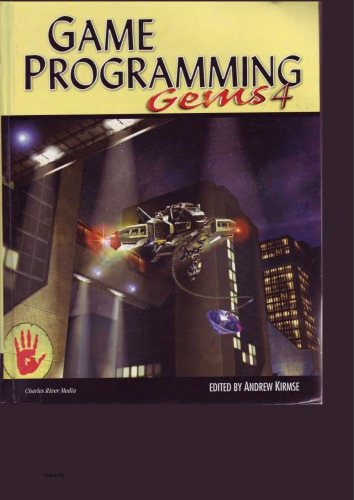 GAME
PROGRAMMING
Gems 4
Charles River Media
EDITED BY ANDREW KIRMSE